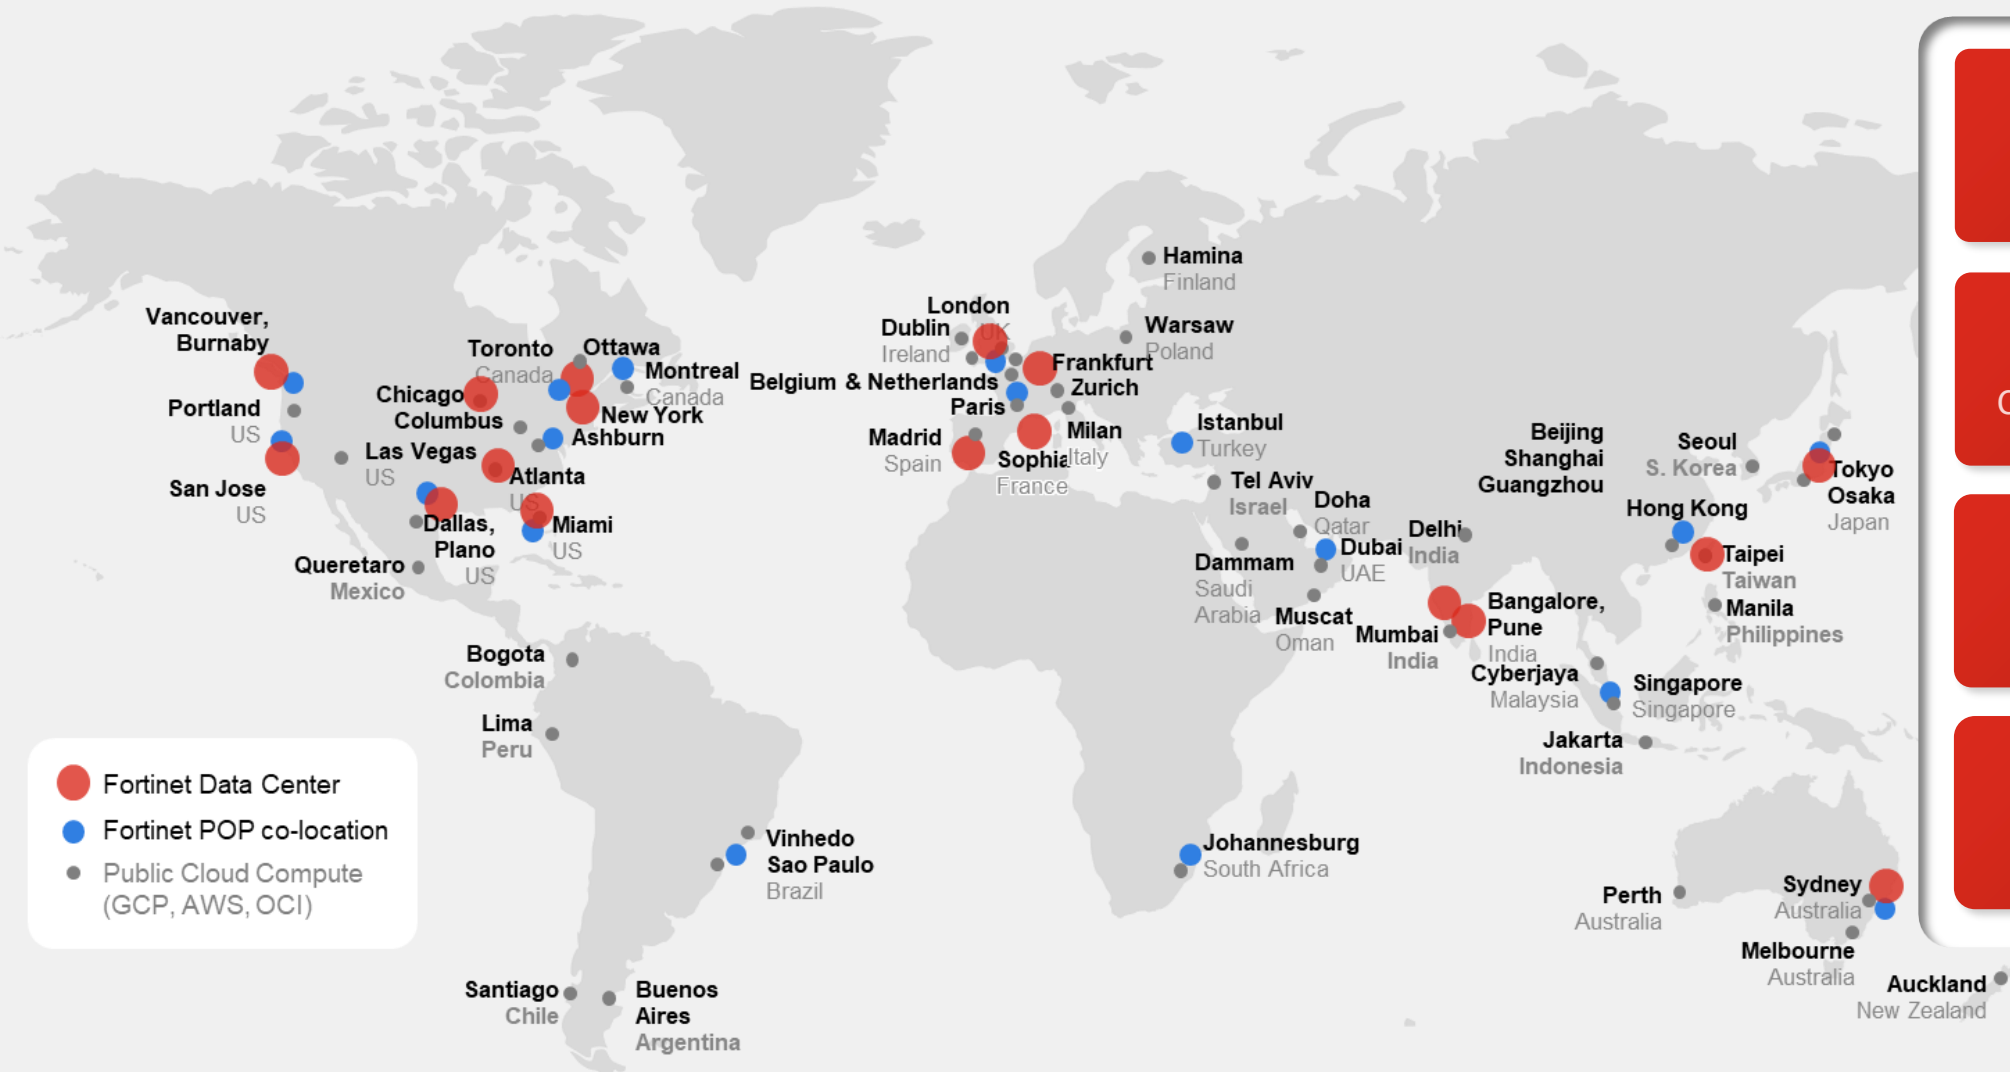 Hamina
Finland
London
UK
Dublin
Ireland
Warsaw
Poland
Vancouver,
Burnaby
Toronto
Canada
Ottawa
Montreal
Canada
Frankfurt
Belgium & Netherlands
Zurich
Chicago
Columbus
New York
Ashburn
Paris
Portland
US
Las Vegas
US
Madrid
Spain
Milan
Italy
Sophia
France
Istanbul
Turkey
Beijing
Shanghai
Guangzhou
Seoul
S. Korea
Tokyo
Osaka
Japan
San Jose
US
Atlanta
US
Tel Aviv
Israel
Doha
Qatar
Hong Kong
Dallas,
Plano
US
Miami
US
Delhi
India
Dubai
UAE
Dammam
Saudi
Arabia
Taipei
Taiwan
Queretaro
Mexico
Muscat
Oman
Mumbai
India
Bangalore,
Pune
India
Manila
Philippines
Bogota
Colombia
Cyberjaya
Malaysia
Singapore
Singapore
Lima
Peru
Jakarta
Indonesia
Fortinet Data Center
Fortinet POP co-location
Public Cloud Compute
(GCP, AWS, OCI)
Vinhedo
Sao Paulo
Brazil
Johannesburg
South Africa
Perth
Australia
Sydney
Australia
Melbourne
Australia
Auckland
New Zealand
Santiago
Chile
Buenos
Aires
Argentina